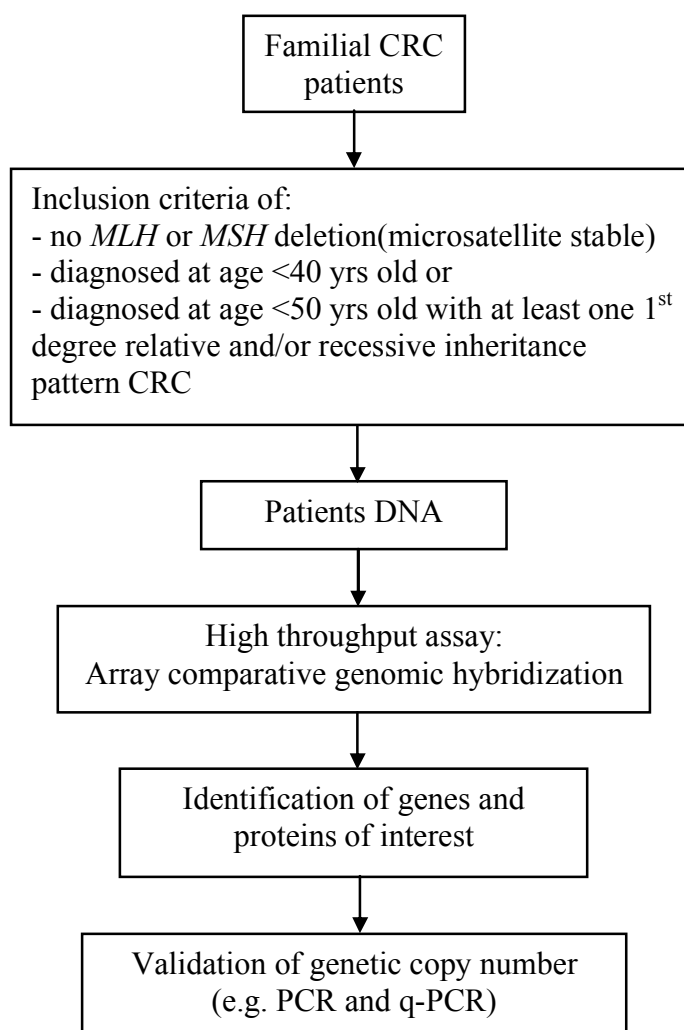 Familial CRC
patients
Inclusion criteria of:
- no MLH or MSH deletion(microsatellite stable)
- diagnosed at age <40 yrs old or
- diagnosed at age <50 yrs old with at least one 1st
degree relative and/or recessive inheritance
pattern CRC
Patients DNA
High throughput assay:
Array comparative genomic hybridization
Identification of genes and
proteins of interest
Validation of genetic copy number
(e.g. PCR and q-PCR)